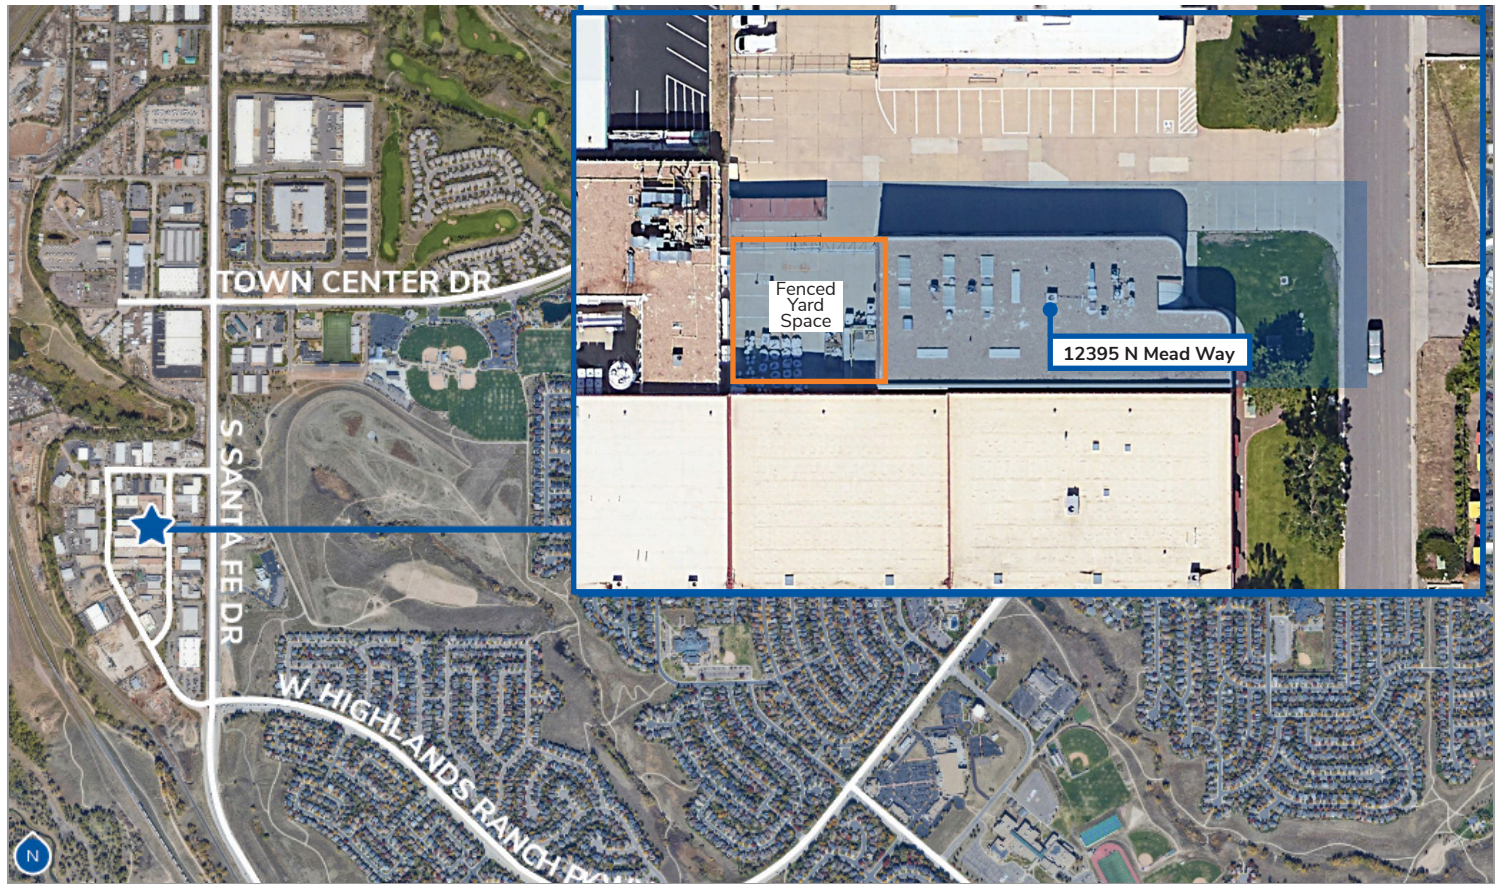 TOWN CENTER DR
Fenced
Yard
Space
12395 N Mead Way
S SANTA FE DR
W HIGHLANDS RANCH
N